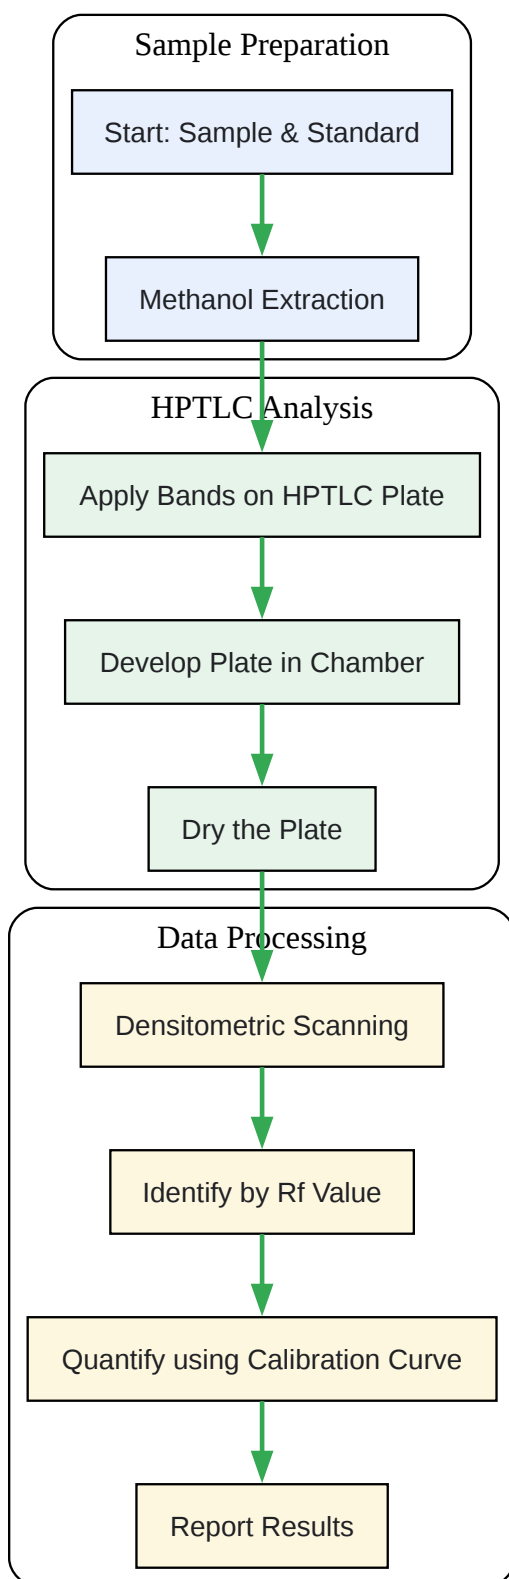 Sample Preparation
Start: Sample & Standard
Methanol Extraction
HPTLC Analysis
Apply Bands on HPTLC Plate
Develop Plate in Chamber
Dry the Plate
Data Processing
Densitometric Scanning
Identify by Rf Value
Quantify using Calibration Curve
Report Results